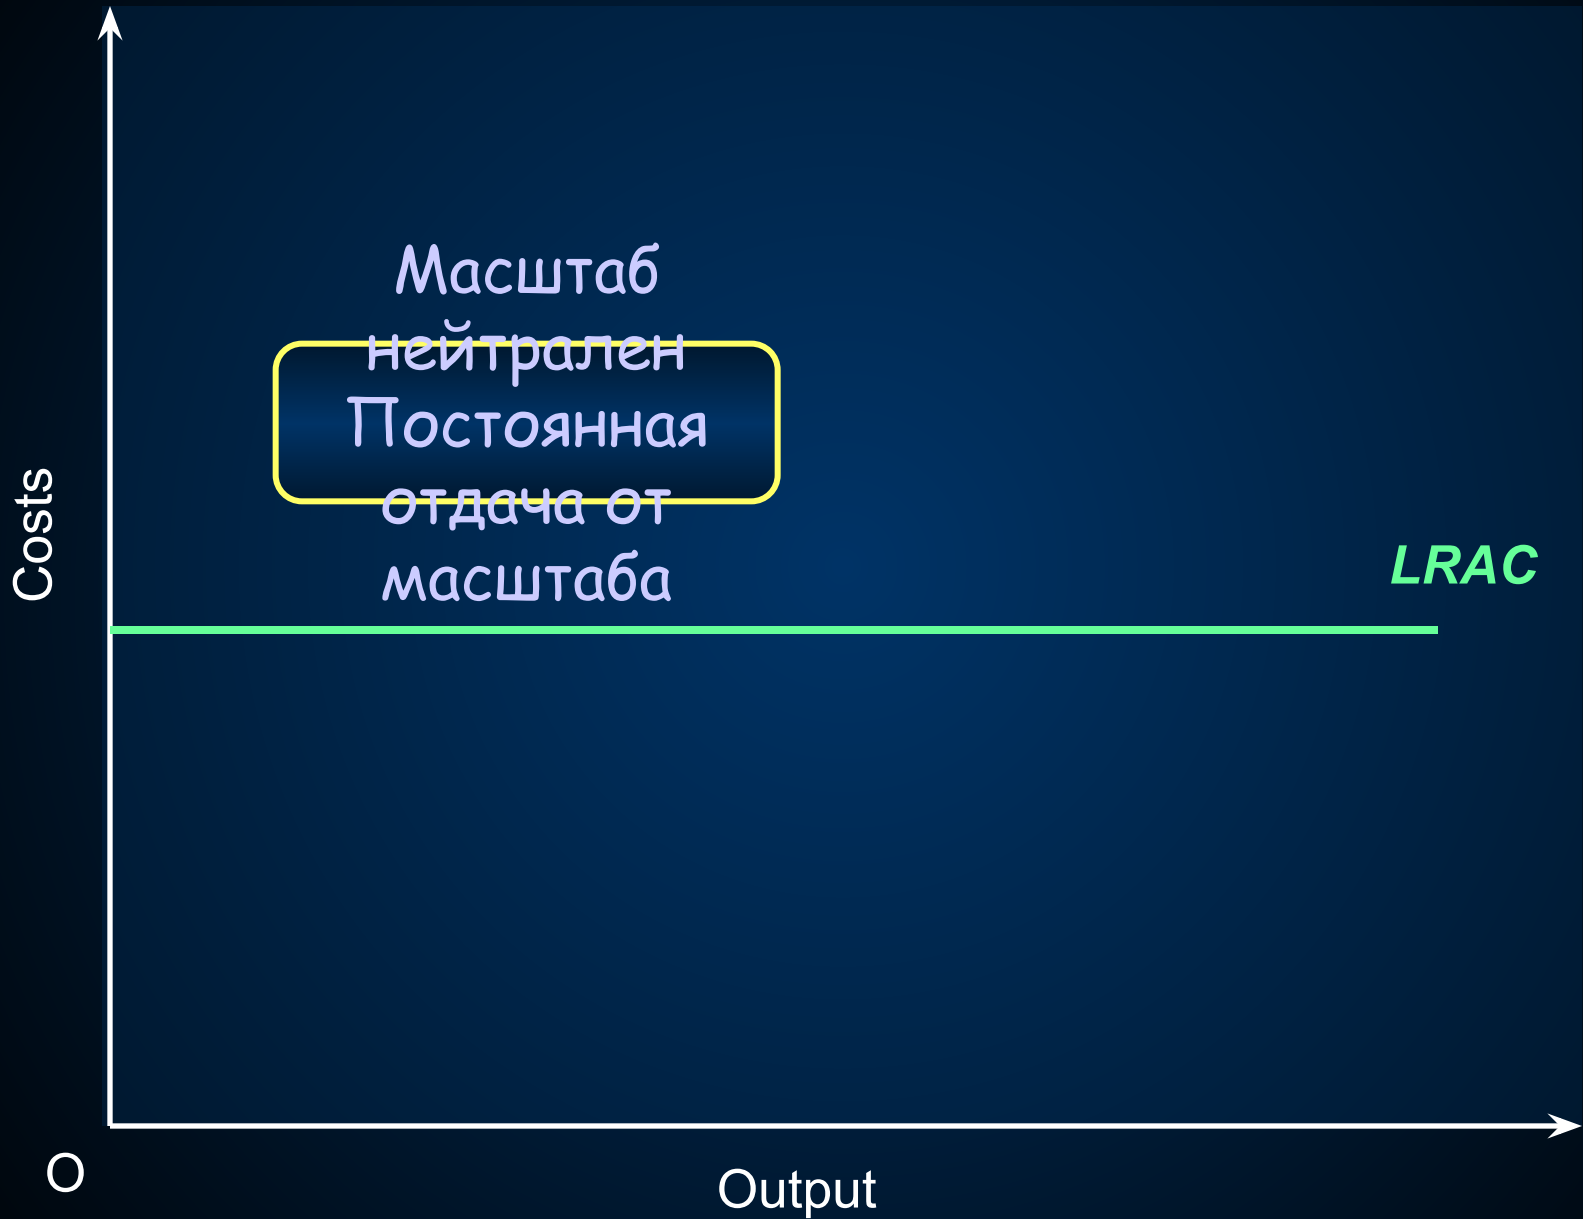 Масштаб
нейтрален
Постоянная
отдача от
масштаба
Costs
LRAC
O
Output